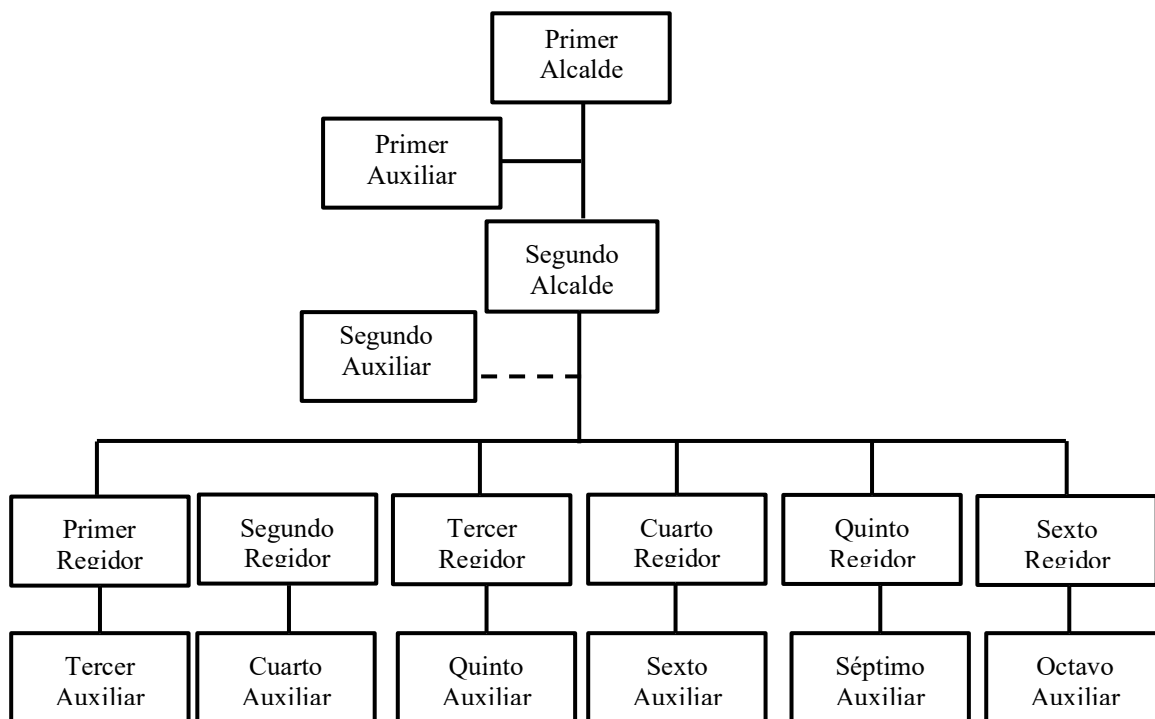 Primer
Alcalde
Primer
Auxiliar
Segundo
Alcalde
Segundo
Auxiliar
Primer
Regidor
Segundo
Regidor
Tercer
Regidor
Cuarto
Regidor
Quinto
Regidor
Sexto
Regidor
Tercer
Auxiliar
Cuarto
Auxiliar
Quinto
Auxiliar
Sexto
Auxiliar
Séptimo
Auxiliar
Octavo
Auxiliar